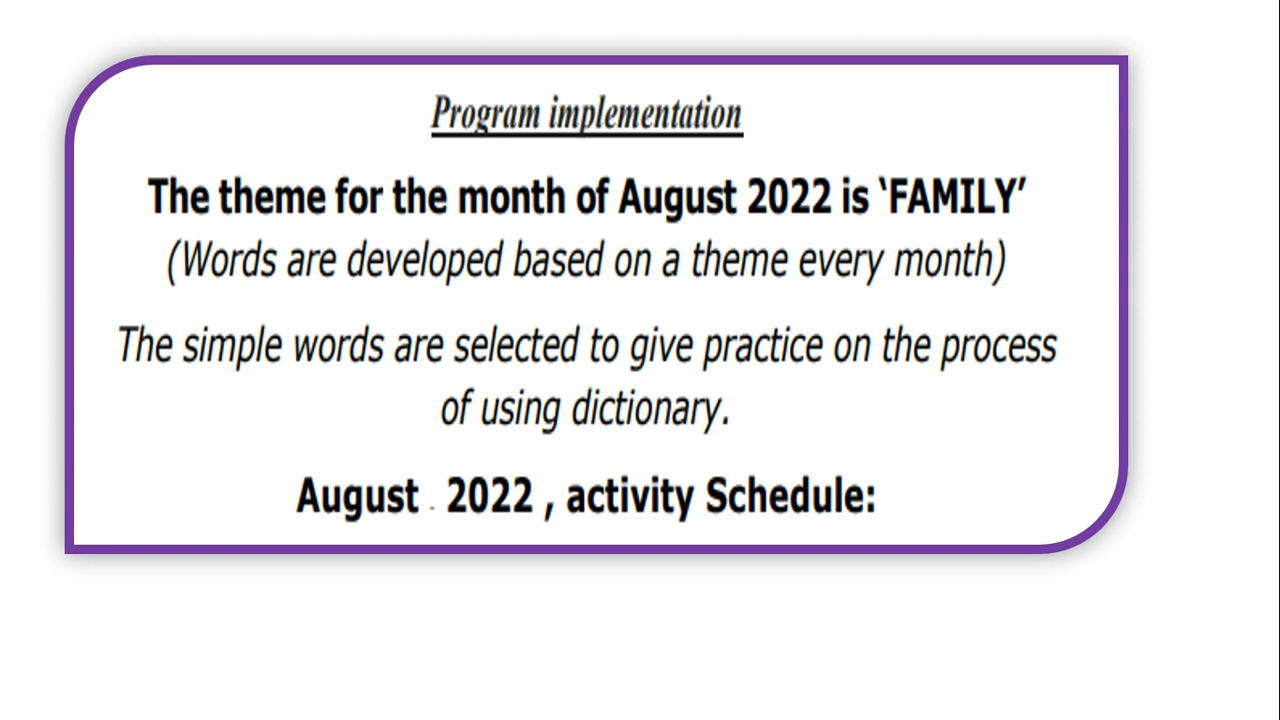 Program implementation
The theme for the month of August 2022 is ‘FAMILY’
(Words are developed based on a theme every month)
The simple words are selected to give practice on the process
of using dictionary.
August 2022 , activity Schedule: